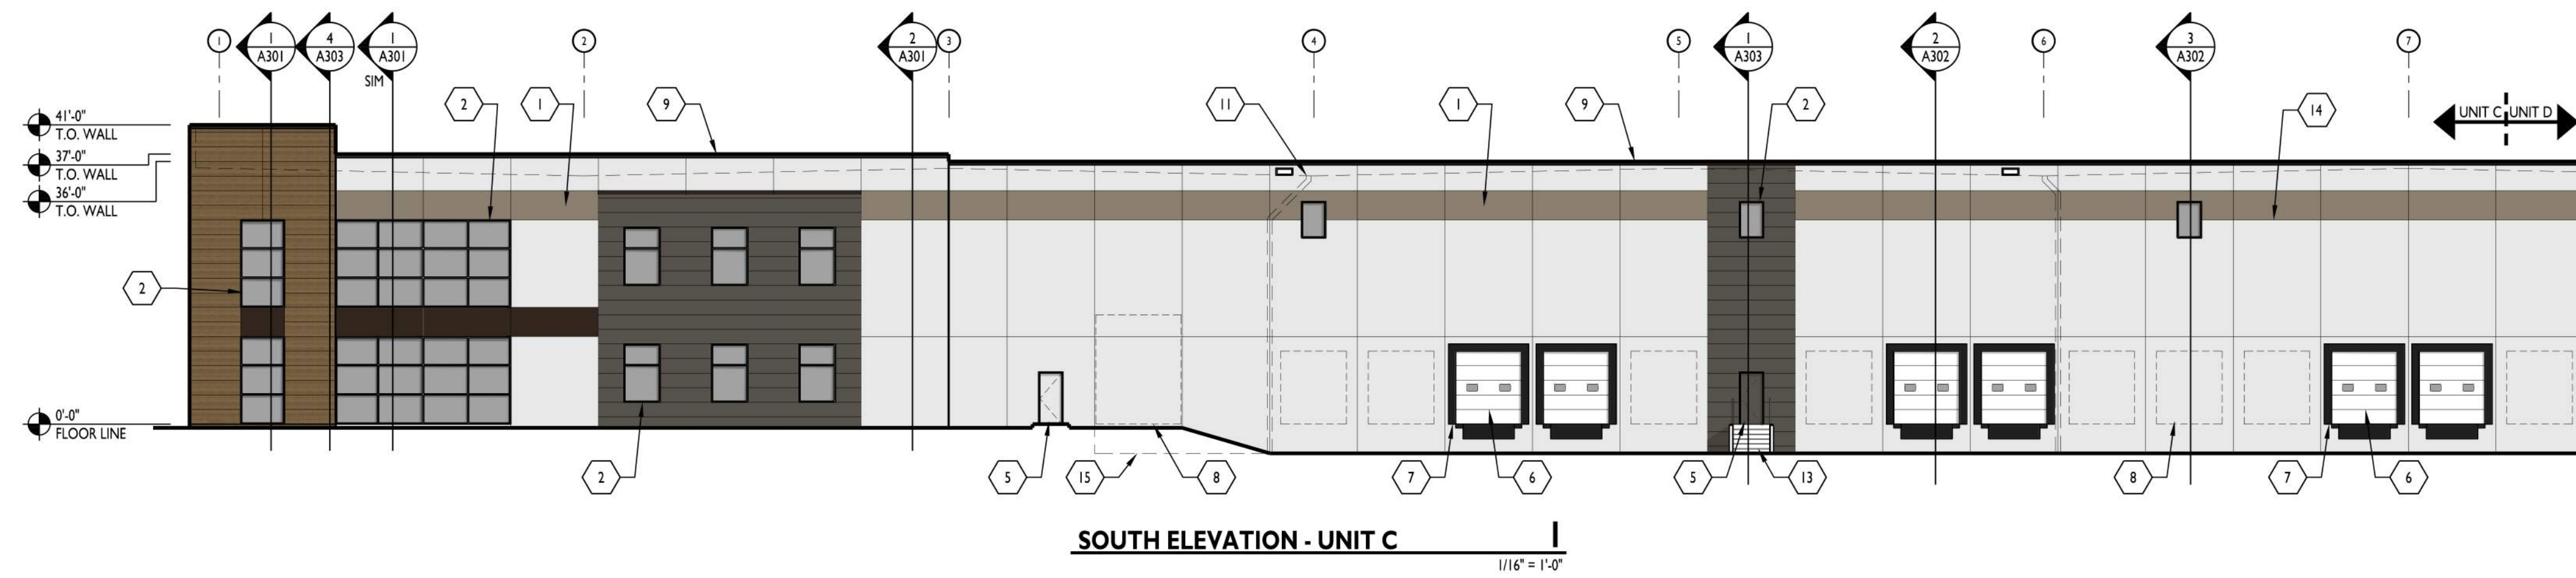 1
1
A301
4
A303
1
A301
SIM
2
2
A301
3
4
5
1
A303
2
A302
6
3
A302
7
2
1
9
11
1
9
2
14
UNIT C
UNIT D
41'-0"
T.O. WALL
37'-0"
T.O. WALL
36'-0"
T.O. WALL
2
0'-0"
FLOOR LINE
2
5
15
8
7
6
5
13
8
7
6
SOUTH ELEVATION - UNIT C
1
1/16" = 1'-0"